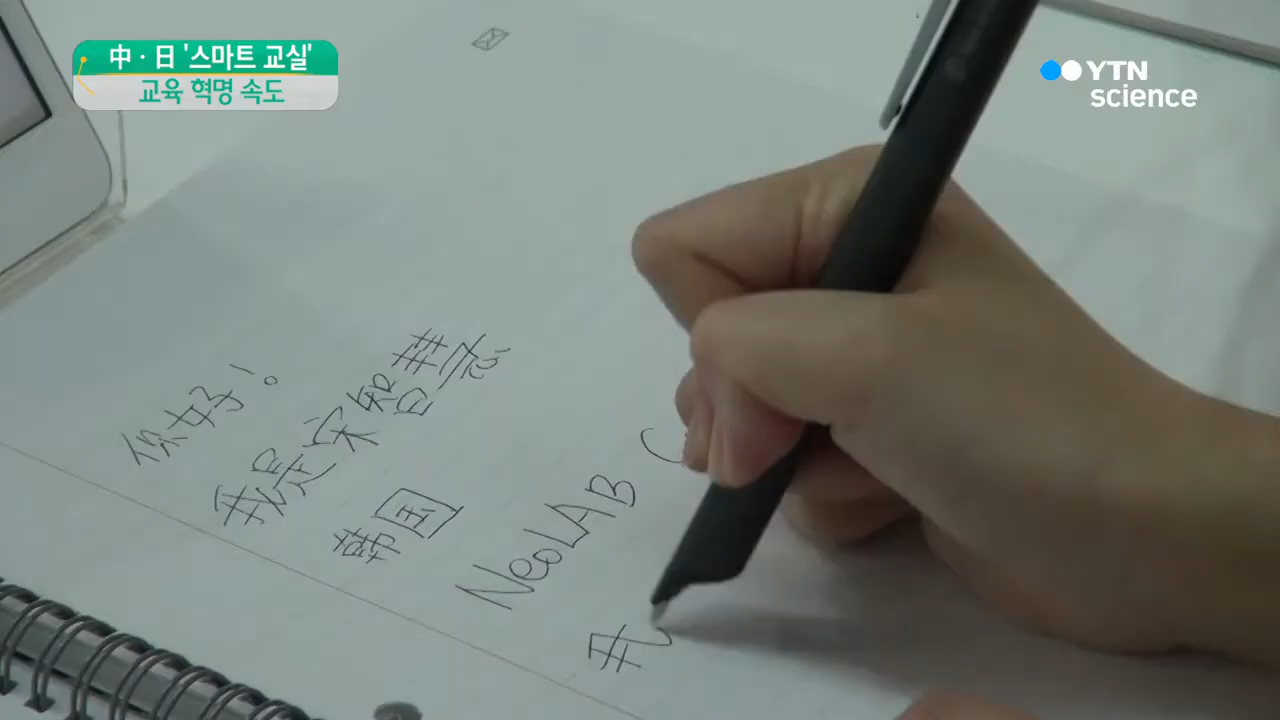 中·日 '스마트 교실'
교육 혁명 속도
YTN
science
你好!。
我是宋智慧
韩国
NeoLAB C
我